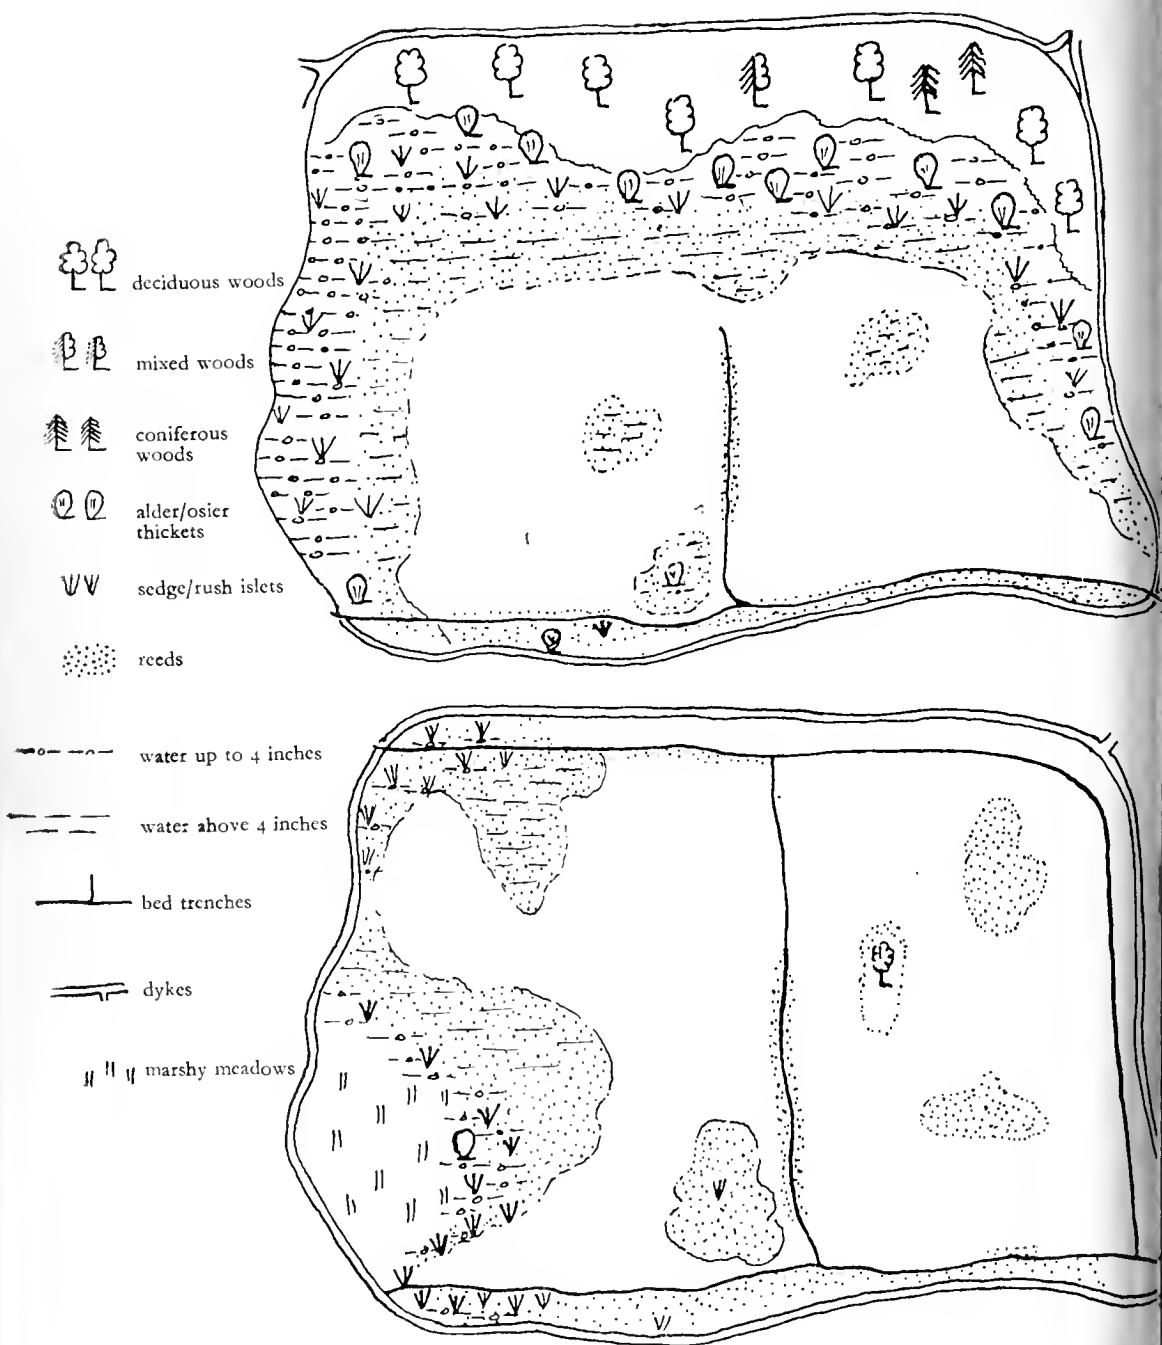 deciduous woods
mixed woods
coniferous
woods
alder/osier
thickets
sedge/rush islets
reeds
water up to 4 inches
water above 4 inches
bed trenches
dykes
marshy meadows